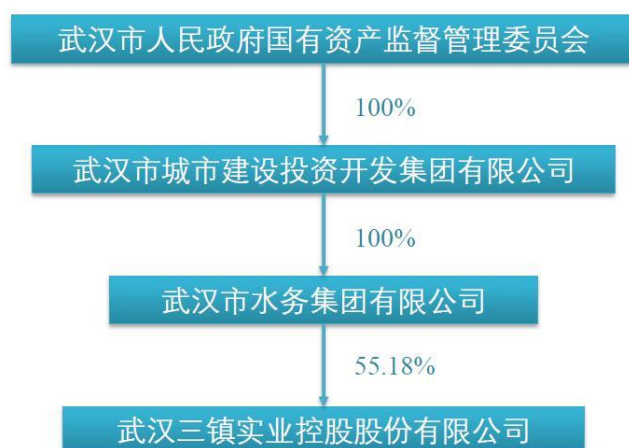 武汉市人民政府国有资产监督管理委员会
100%
武汉市城市建设投资开发集团有限公司
100%
武汉市水务集团有限公司
55.18%
武汉三镇实业控股股份有限公司